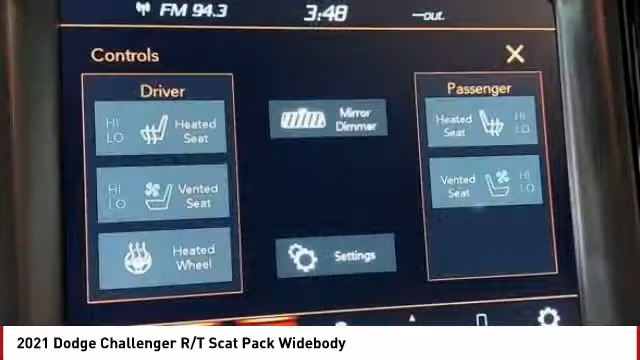 FM 94.3
3:48
—out.
Controls
Driver
Passenger
HI
LO
Heated
Seat
Mirror
Dimmer
Heated
Seat
HI
LO
HI
LO
Vented
Seat
Vented
Seat
HI
LO
Heated
Wheel
Settings
2021 Dodge Challenger R/T Scat Pack Widebody